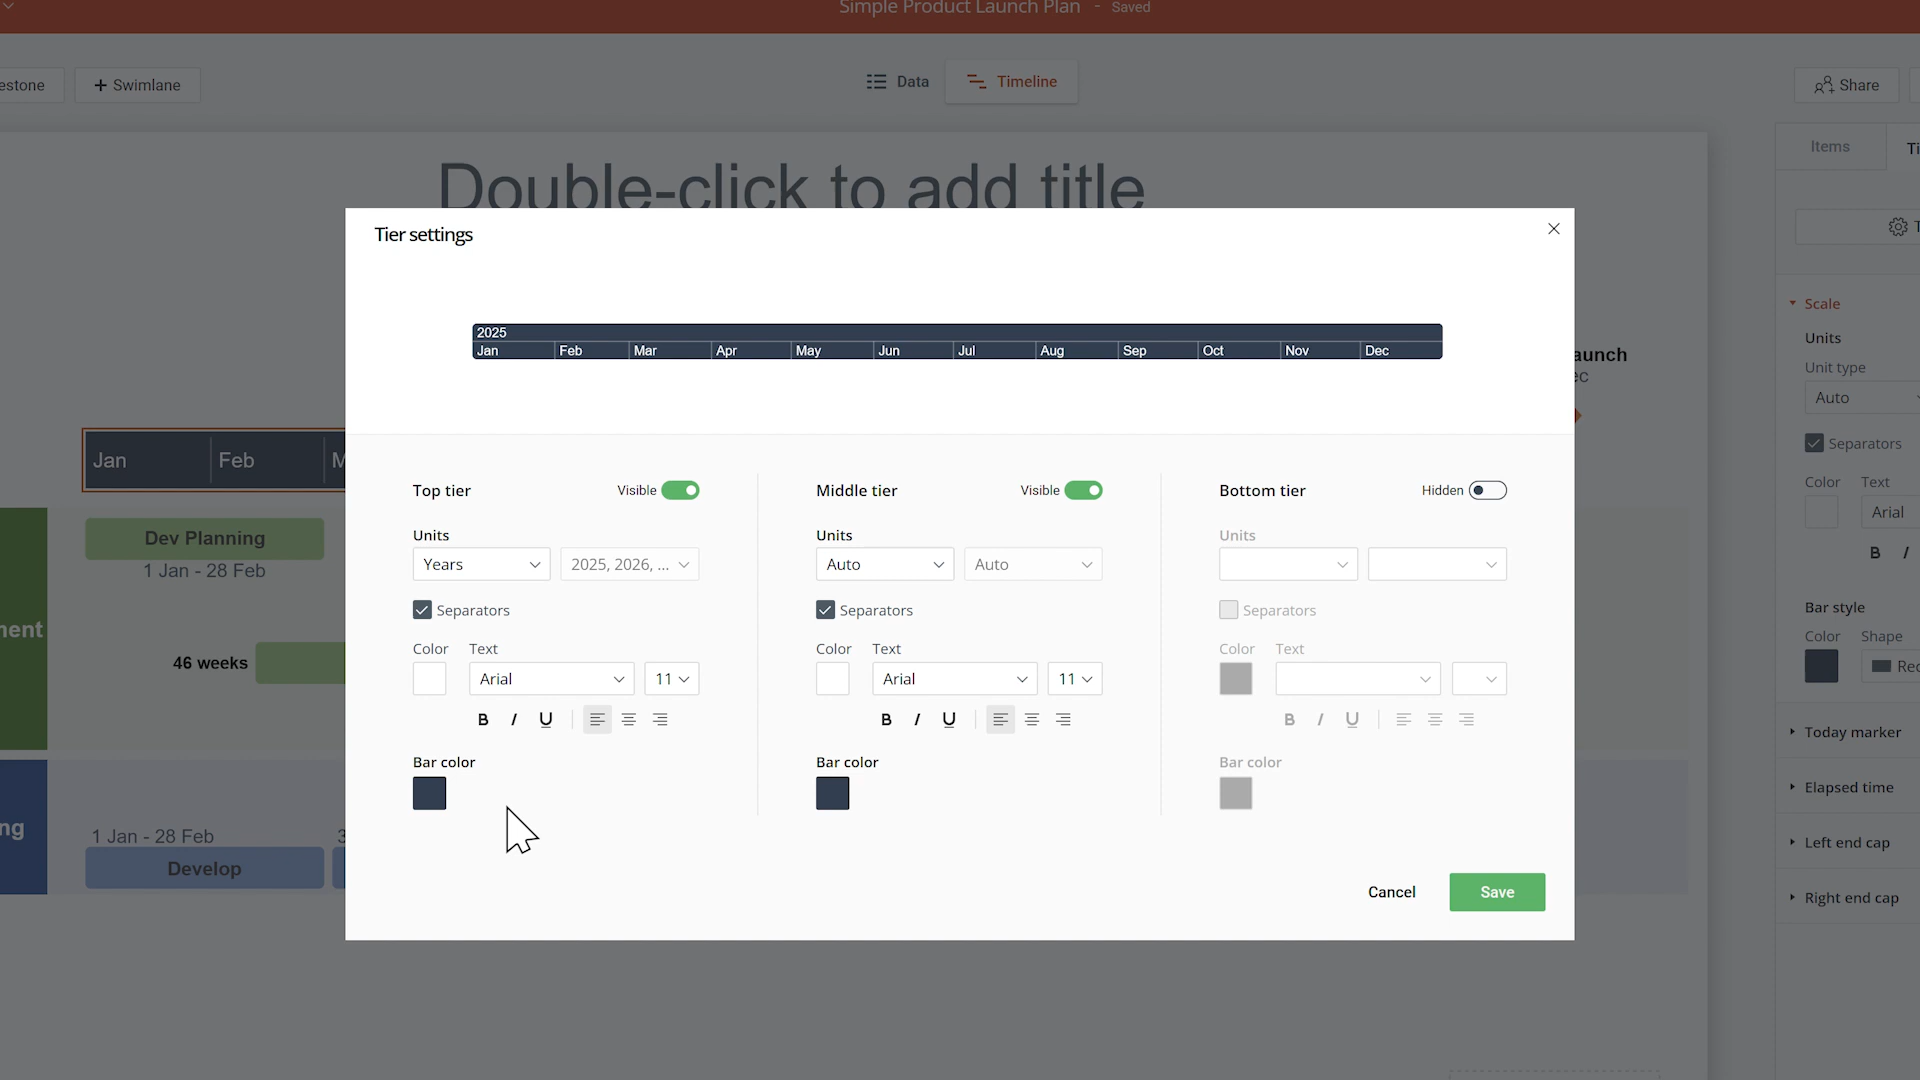 Simple Product Launch Plan - Saved
estone
+ Swimlane
Data
Timeline
Share
Double-click to add title
Items
Tier settings
2025
Jan Feb Mar Apr May Jun Jul Aug Sep Oct Nov Dec
Scale
Units
Unit type
Auto
Separators
Color Text
Arial
B I
Bar style
Color Shape
Today marker
Elapsed time
Left end cap
Right end cap
aunch
ec
Jan Feb M
Dev Planning
1 Jan - 28 Feb
ment
46 weeks
ng
1 Jan - 28 Feb
3
Develop
Top tier Visible
Units
Years 2025, 2026, ...
Separators
Color Text
Arial 11
B I U
Bar color
Middle tier Visible
Units
Auto Auto
Separators
Color Text
Arial 11
B I U
Bar color
Bottom tier Hidden
Units
Separators
Color Text
B I U
Bar color
Cancel Save